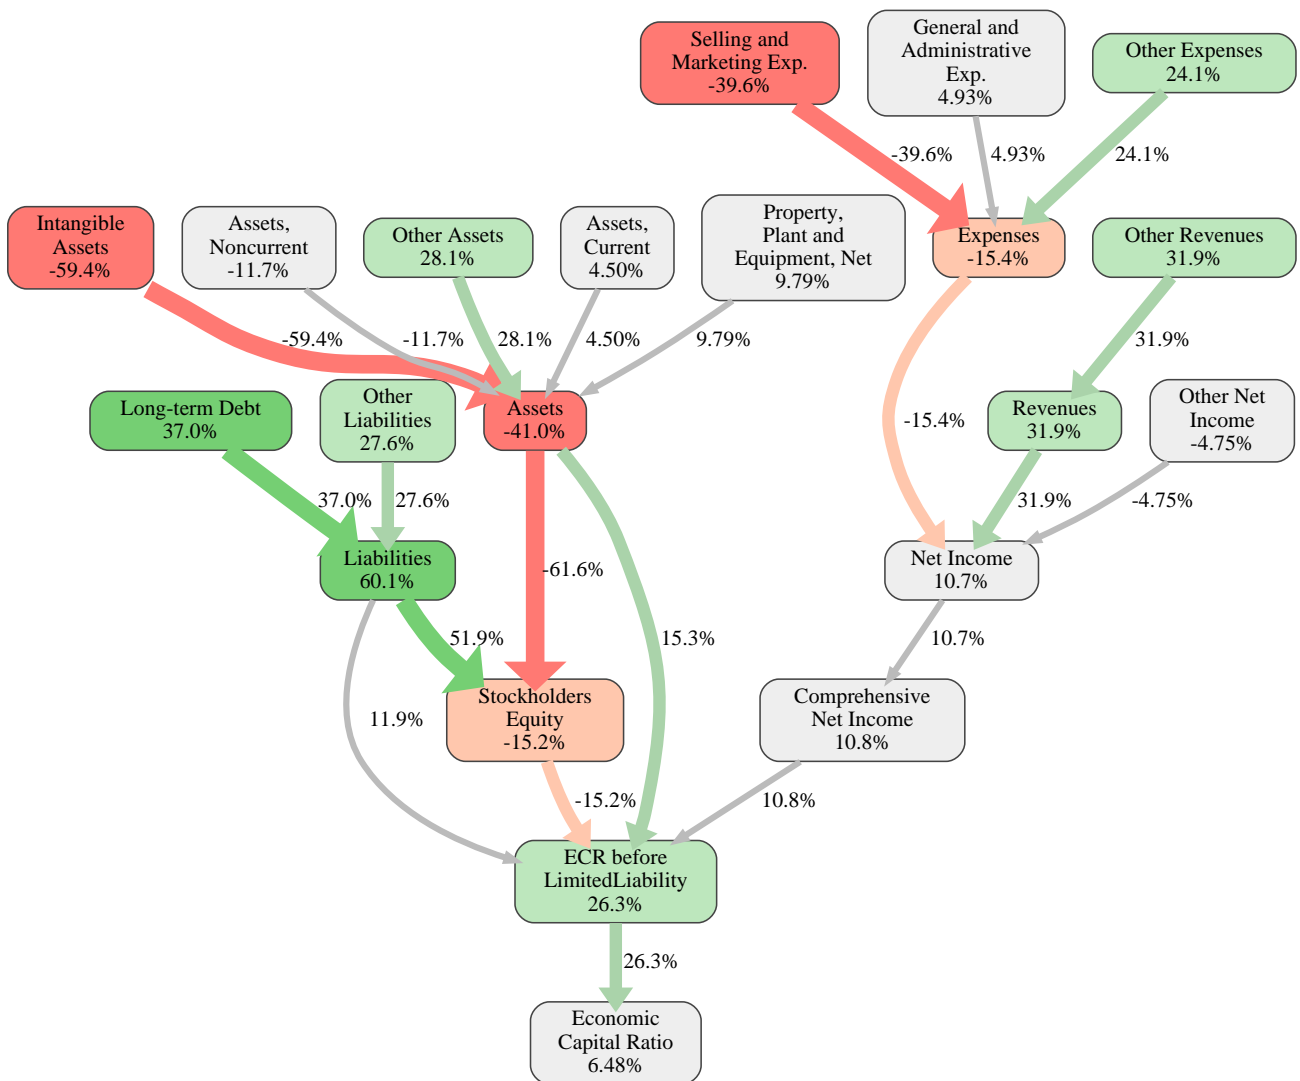 Selling and
Marketing Exp.
-39.6%
General and
Administrative
Exp.
4.93%
Other Expenses
24.1%
-39.6%
4.93%
24.1%
Intangible
Assets
-59.4%
Assets,
Noncurrent
-11.7%
Other Assets
28.1%
Assets,
Current
4.50%
Property,
Plant and
Equipment, Net
9.79%
Expenses
-15.4%
Other Revenues
31.9%
-59.4%
-11.7%
28.1%
4.50%
9.79%
31.9%
Long-term Debt
37.0%
Other
Liabilities
27.6%
Assets
-41.0%
-15.4%
Revenues
31.9%
Other Net
Income
-4.75%
37.0%
27.6%
31.9%
-4.75%
Liabilities
60.1%
-61.6%
Net Income
10.7%
51.9%
15.3%
10.7%
11.9%
Stockholders
Equity
-15.2%
Comprehensive
Net Income
10.8%
-15.2%
10.8%
ECR before
LimitedLiability
26.3%
26.3%
Economic
Capital Ratio
6.48%